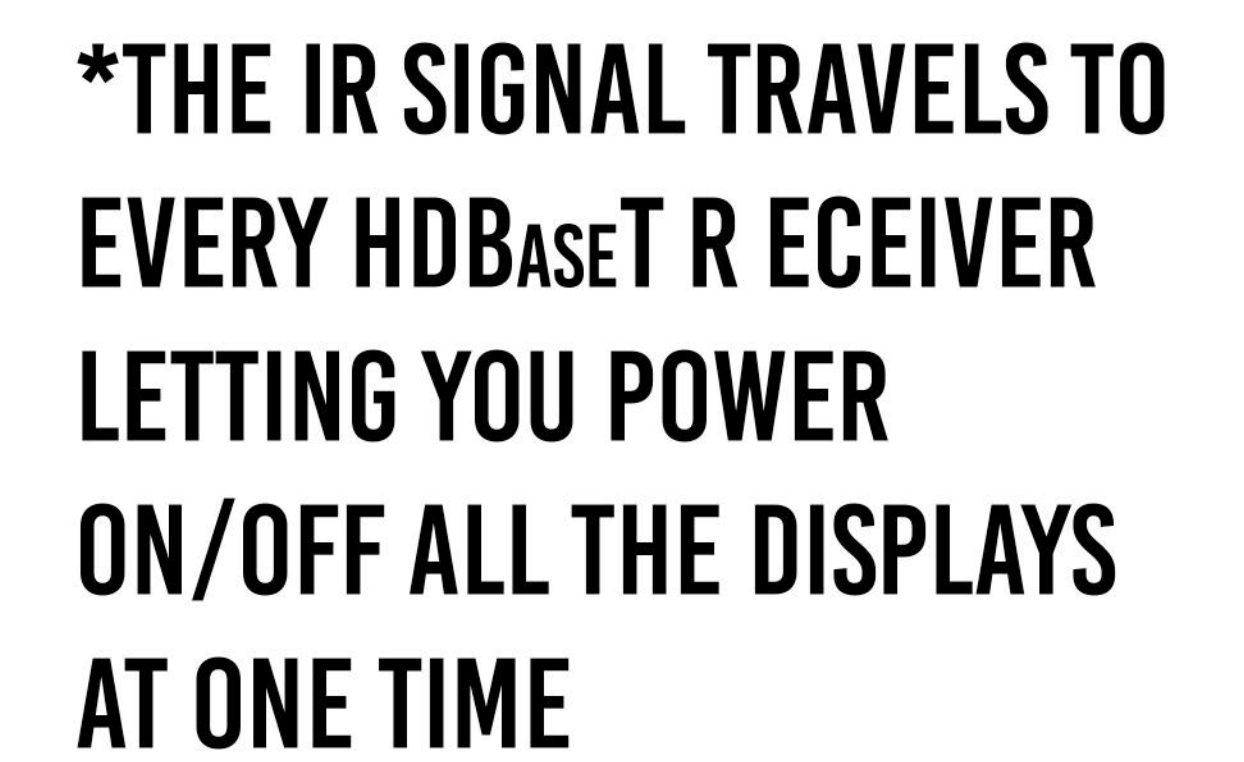 *THE IR SIGNAL TRAVELS TO
EVERY HDBASET R ECEIVER
LETTING YOU POWER
ON/OFF ALL THE DISPLAYS
AT ONE TIME